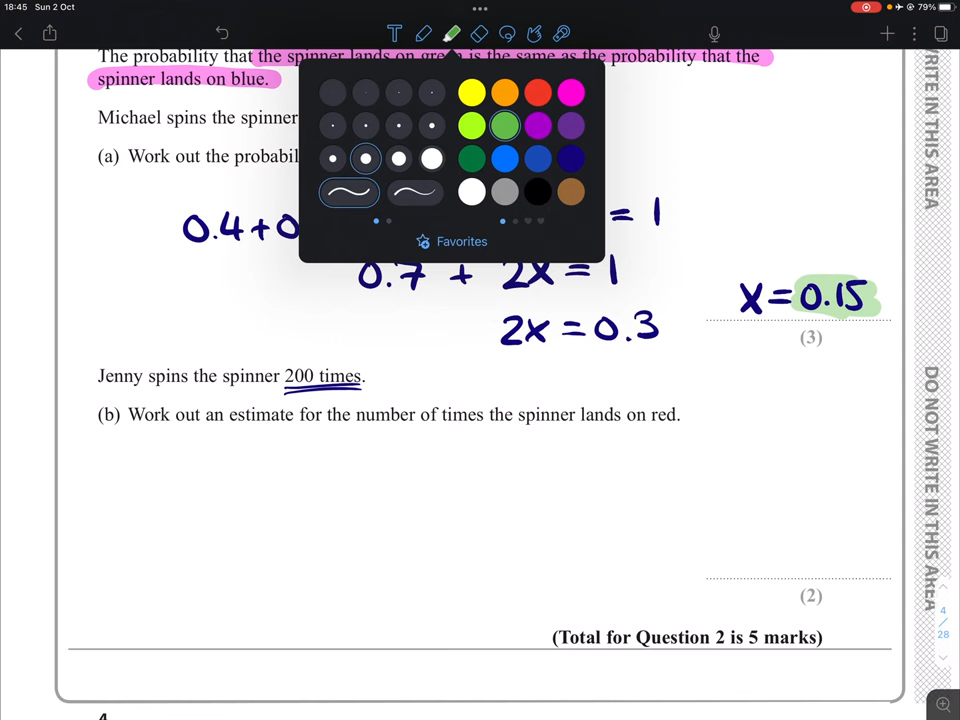 18:45 Sun 2 Oct
79%
The probability that the spinner lands on green is the same as the probability that the
spinner lands on blue.
Michael spins the spinner
(a) Work out the probabil
0.4+0 = 1
Favorites
0.7 + 2x = 1
x = 0.15
2x = 0.3
(3)
Jenny spins the spinner 200 times.
(b) Work out an estimate for the number of times the spinner lands on red.
(2)
(Total for Question 2 is 5 marks)
4
WRITE IN THIS AREA
DO NOT WRITE IN THIS AREA
4
/
28